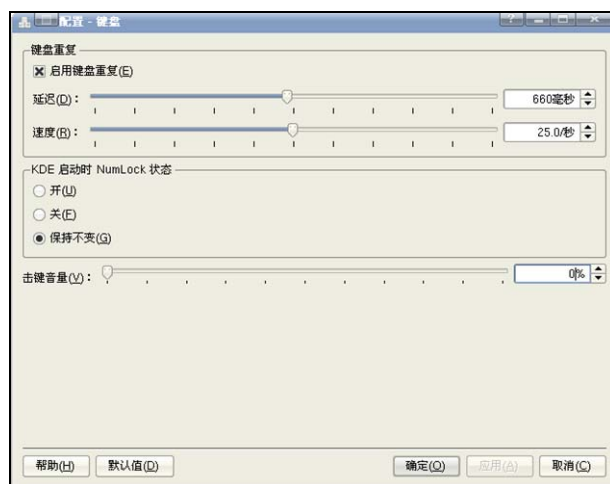 配置 - 键盘
键盘重复
启用键盘重复(E)
延迟(D)： 660毫秒
速度(R)： 25.0/秒
KDE 启动时 NumLock 状态
开(U)
关(F)
保持不变(G)
击键音量(V)： 0%
帮助(H) 默认值(D) 确定(O) 应用(A) 取消(C)